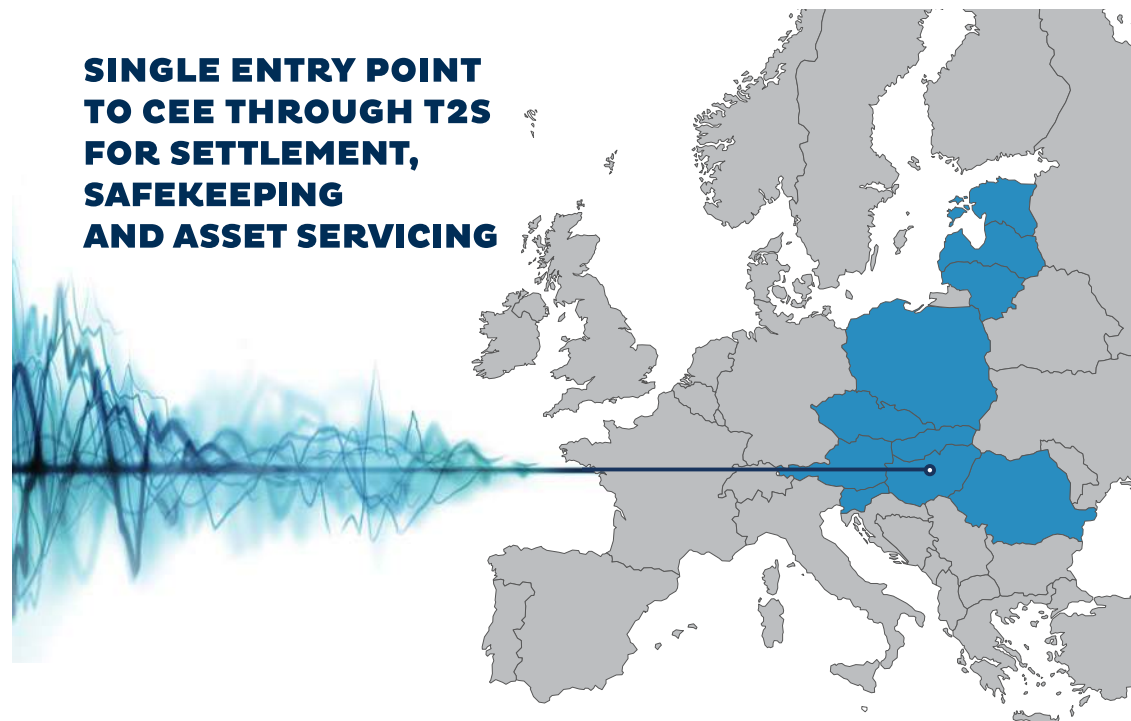 SINGLE ENTRY POINT
TO CEE THROUGH T2S
FOR SETTLEMENT,
SAFEKEEPING
AND ASSET SERVICING